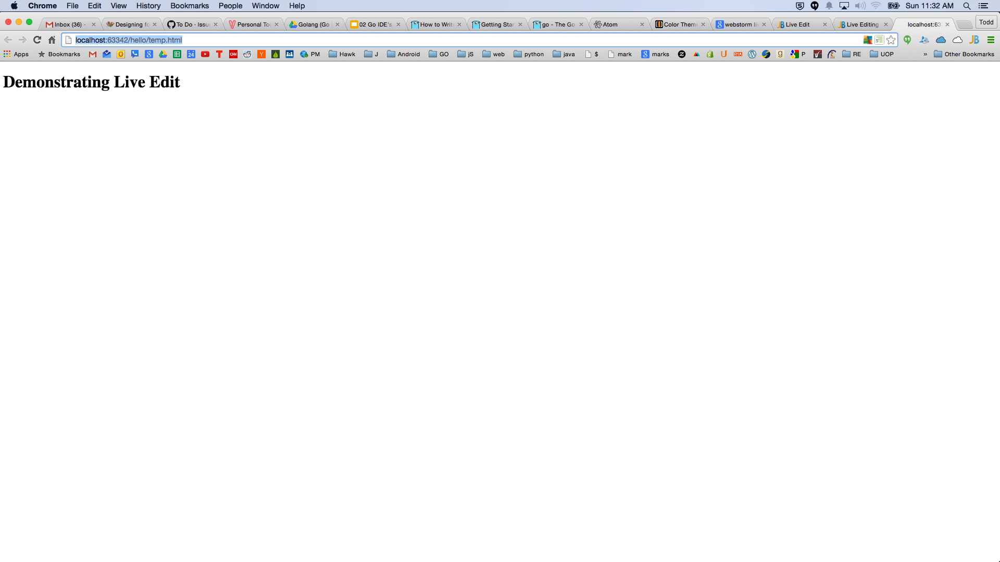 Chrome File Edit View History Bookmarks People Window Help Sun 11:32 AM
Inbox (36) - Designing fo To Do · Issu Personal To Golang (Go 02 Go IDE's How to Writ Getting Star go - The Go Atom Color Them webstorm li Live Edit Live Editing localhost:63 Todd
localhost:63342/hello/temp.html
Apps Bookmarks 24 CNN PM Hawk J Android GO jS web python java $ mark marks P RE UOP » Other Bookmarks
Demonstrating Live Edit